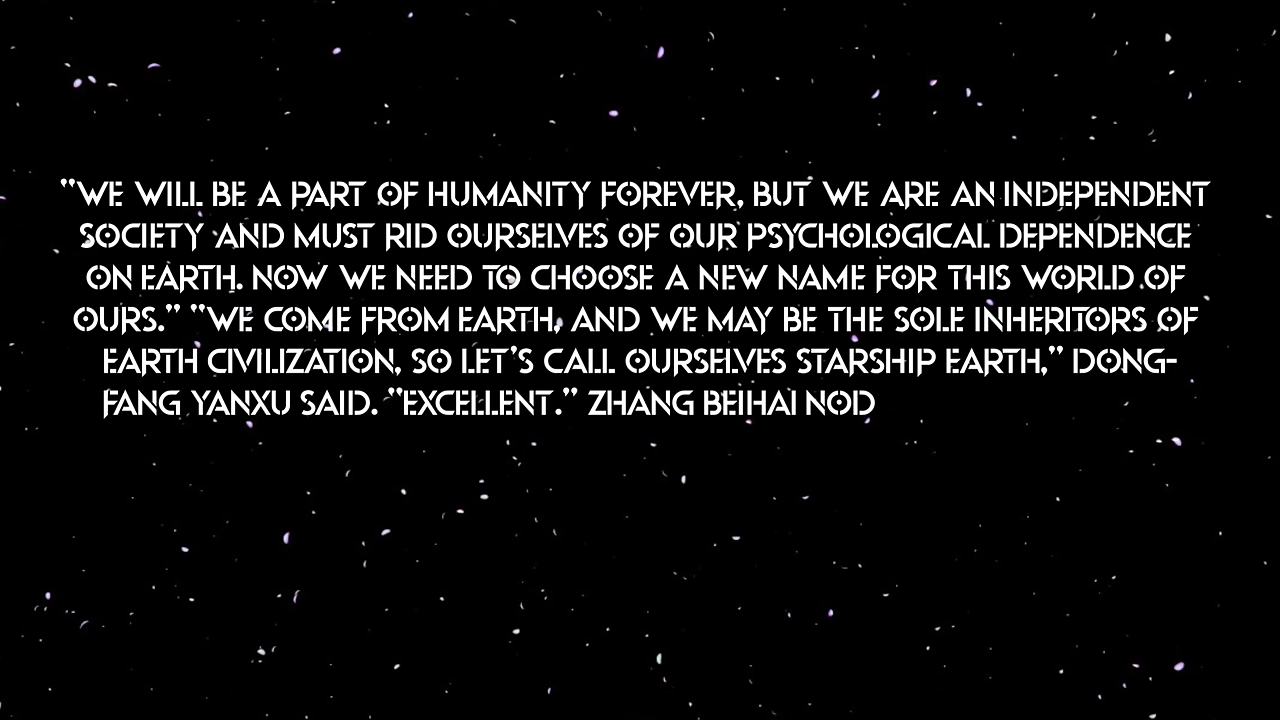 “WE WILL BE A PART OF HUMANITY FOREVER, BUT WE ARE AN INDEPENDENT
SOCIETY AND MUST RID OURSELVES OF OUR PSYCHOLOGICAL DEPENDENCE
ON EARTH. NOW WE NEED TO CHOOSE A NEW NAME FOR THIS WORLD OF
OURS.” “WE COME FROM EARTH, AND WE MAY BE THE SOLE INHERITORS OF
EARTH CIVILIZATION, SO LET’S CALL OURSELVES STARSHIP EARTH,” DONG-
FANG YANXU SAID. “EXCELLENT.” ZHANG BEIHAI NOD